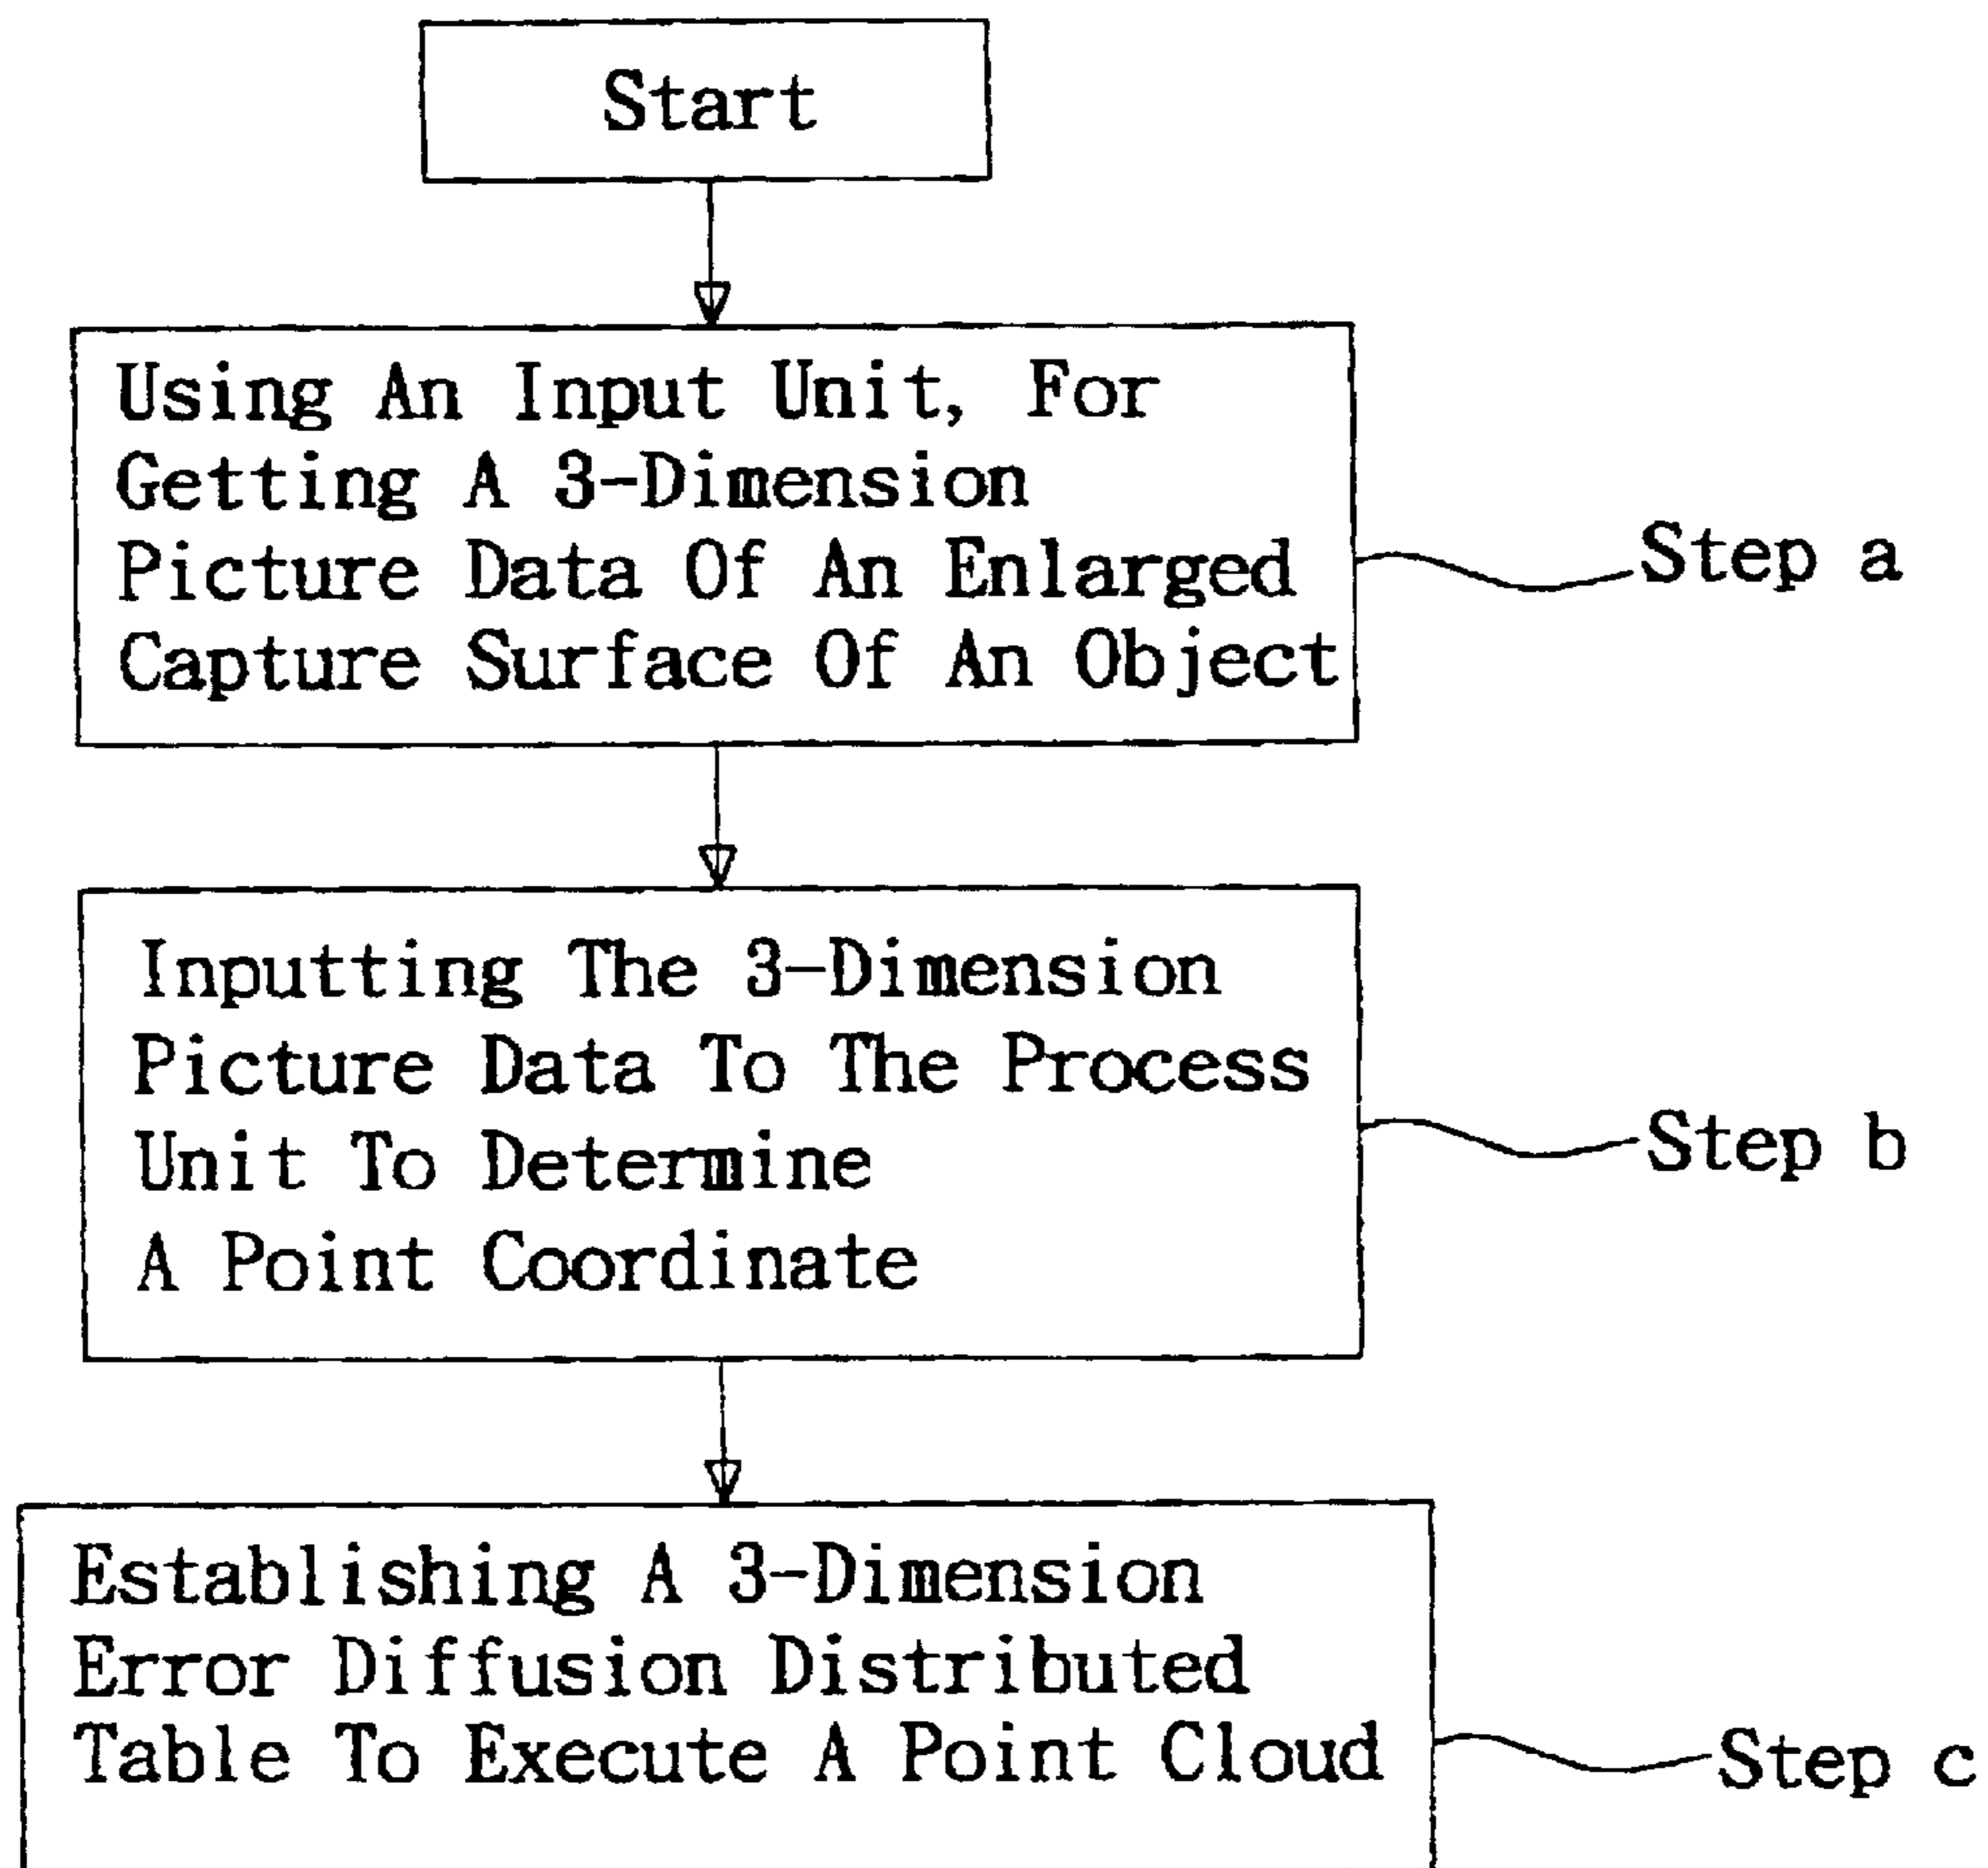 Start
Using An Input Unit, For
Getting A 3-Dimension
Picture Data Of An Enlarged
Capture Surface Of An Object
Step a
Inputting The 3-Dimension
Picture Data To The Process
Unit To Determine
A Point Coordinate
Step b
Establishing A 3-Dimension
Error Diffusion Distributed
Table To Execute A Point Cloud
Step c